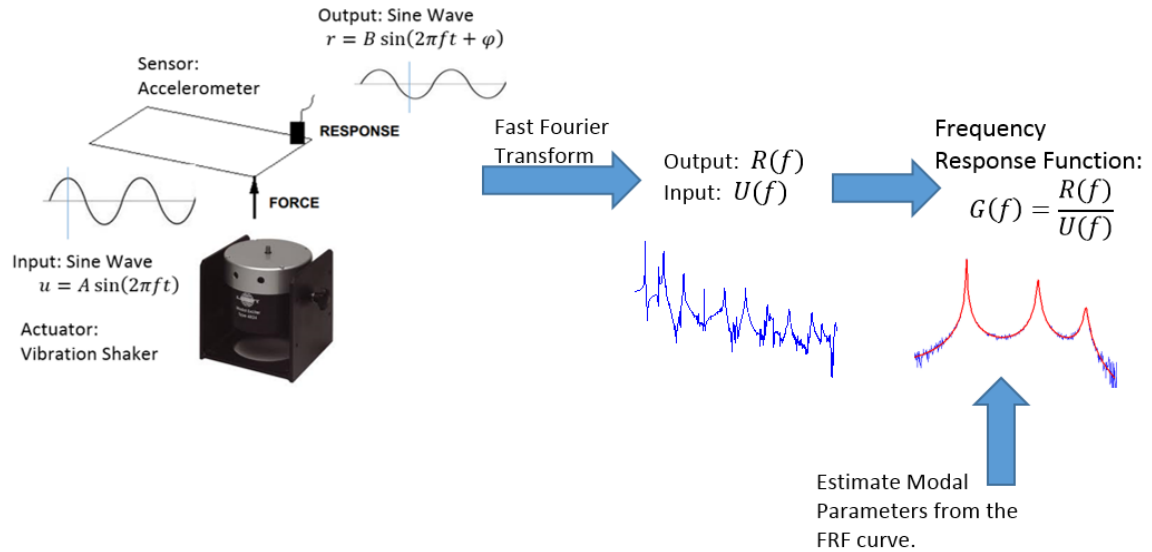 Output: Sine Wave
r = B sin(2πft + φ)
Sensor:
Accelerometer
RESPONSE
FORCE
Input: Sine Wave
u = A sin(2πft)
Actuator:
Vibration Shaker
Fast Fourier
Transform
Output: R(f)
Input: U(f)
Frequency
Response Function:
G(f) = R(f)/U(f)
Estimate Modal
Parameters from the
FRF curve.